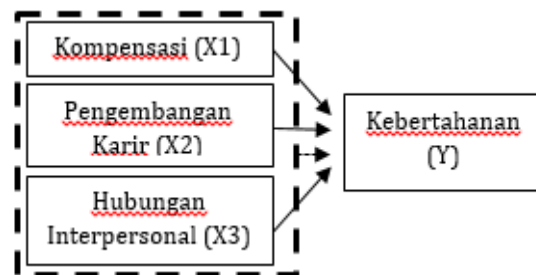 Kompensasi (X1)
Pengembangan
Karir (X2)
Hubungan
Interpersonal (X3)
Kebertahanan
(Y)